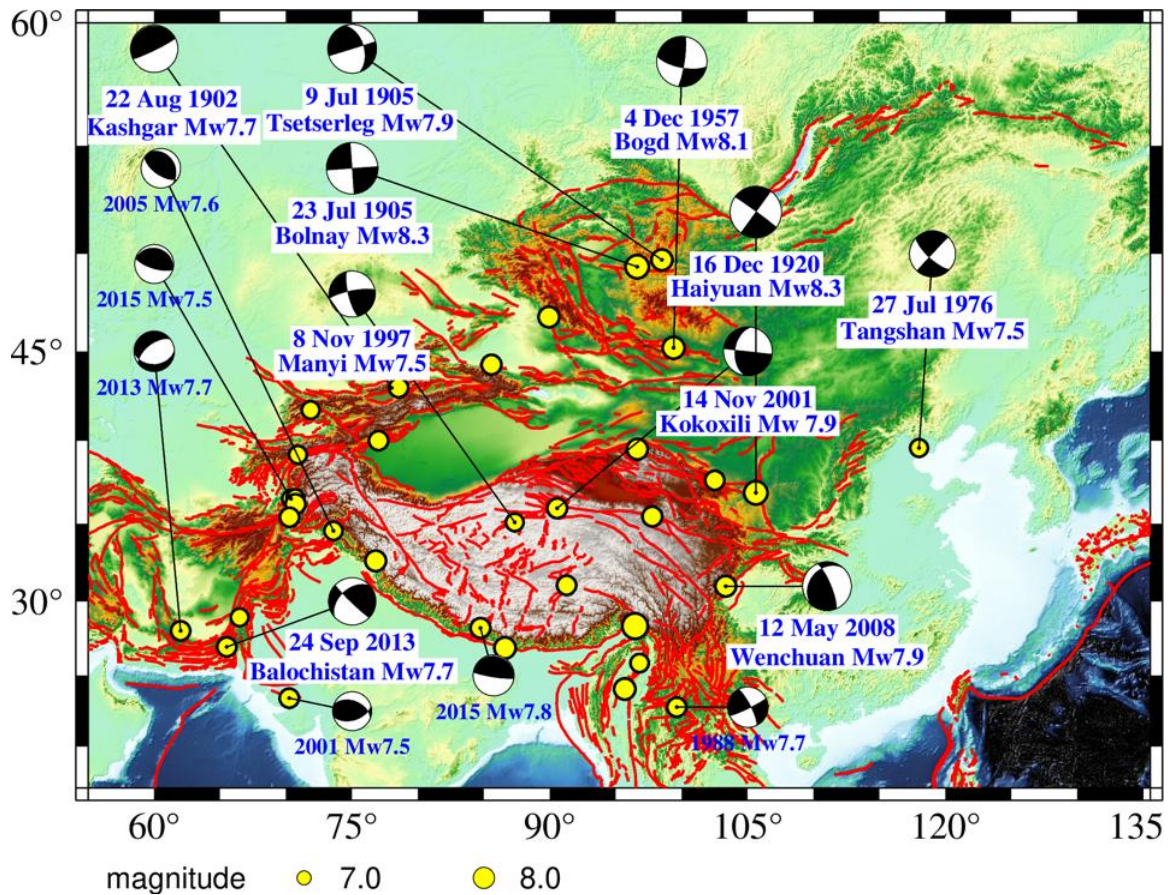 60°
22 Aug 1902
Kashgar Mw7.7
9 Jul 1905
Tsetserleg Mw7.9
4 Dec 1957
Bogd Mw8.1
2005 Mw7.6
23 Jul 1905
Bolnay Mw8.3
16 Dec 1920
Haiyuan Mw8.3
2015 Mw7.5
27 Jul 1976
Tangshan Mw7.5
8 Nov 1997
Manyi Mw7.5
45°
2013 Mw7.7
14 Nov 2001
Kokoxili Mw 7.9
30°
24 Sep 2013
Balochistan Mw7.7
12 May 2008
Wenchuan Mw7.9
2015 Mw7.8
2001 Mw7.5
1988 Mw7.7
60° 75° 90° 105° 120° 135
magnitude 7.0 8.0